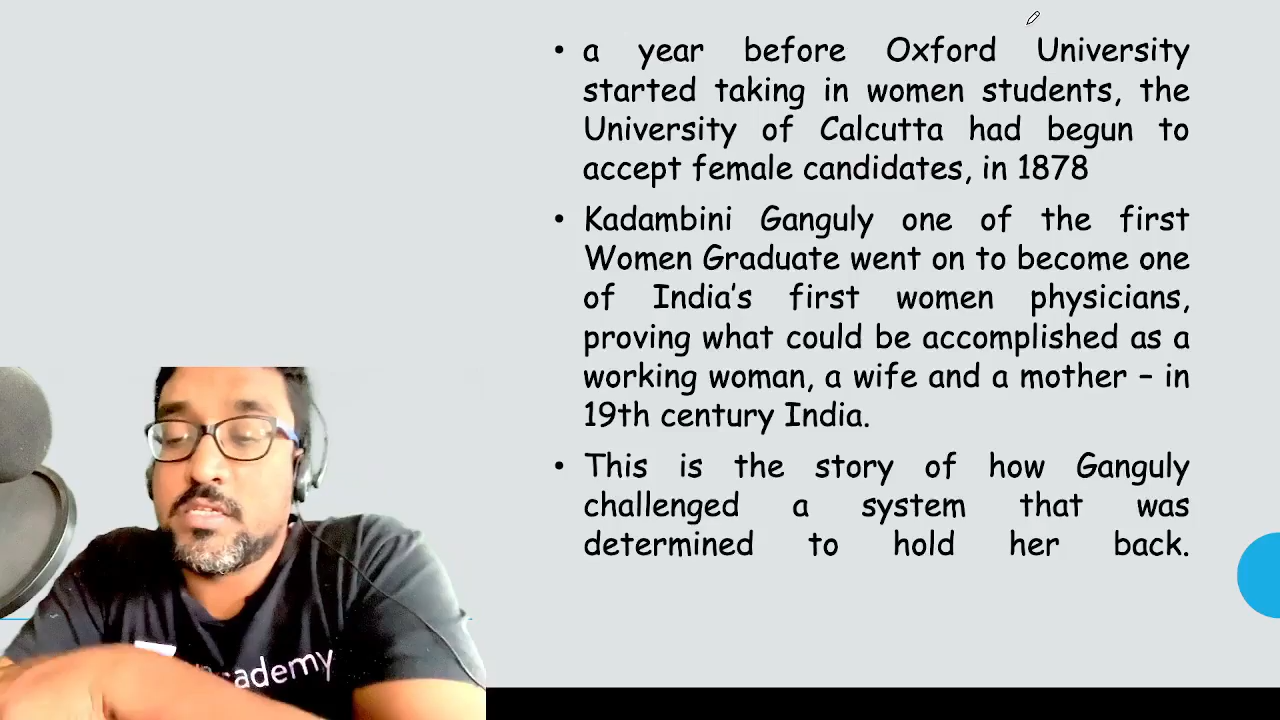 • a year before Oxford University
started taking in women students, the
University of Calcutta had begun to
accept female candidates, in 1878
• Kadambini Ganguly one of the first
Women Graduate went on to become one
of India's first women physicians,
proving what could be accomplished as a
working woman, a wife and a mother – in
19th century India.
• This is the story of how Ganguly
challenged a system that was
determined to hold her back.